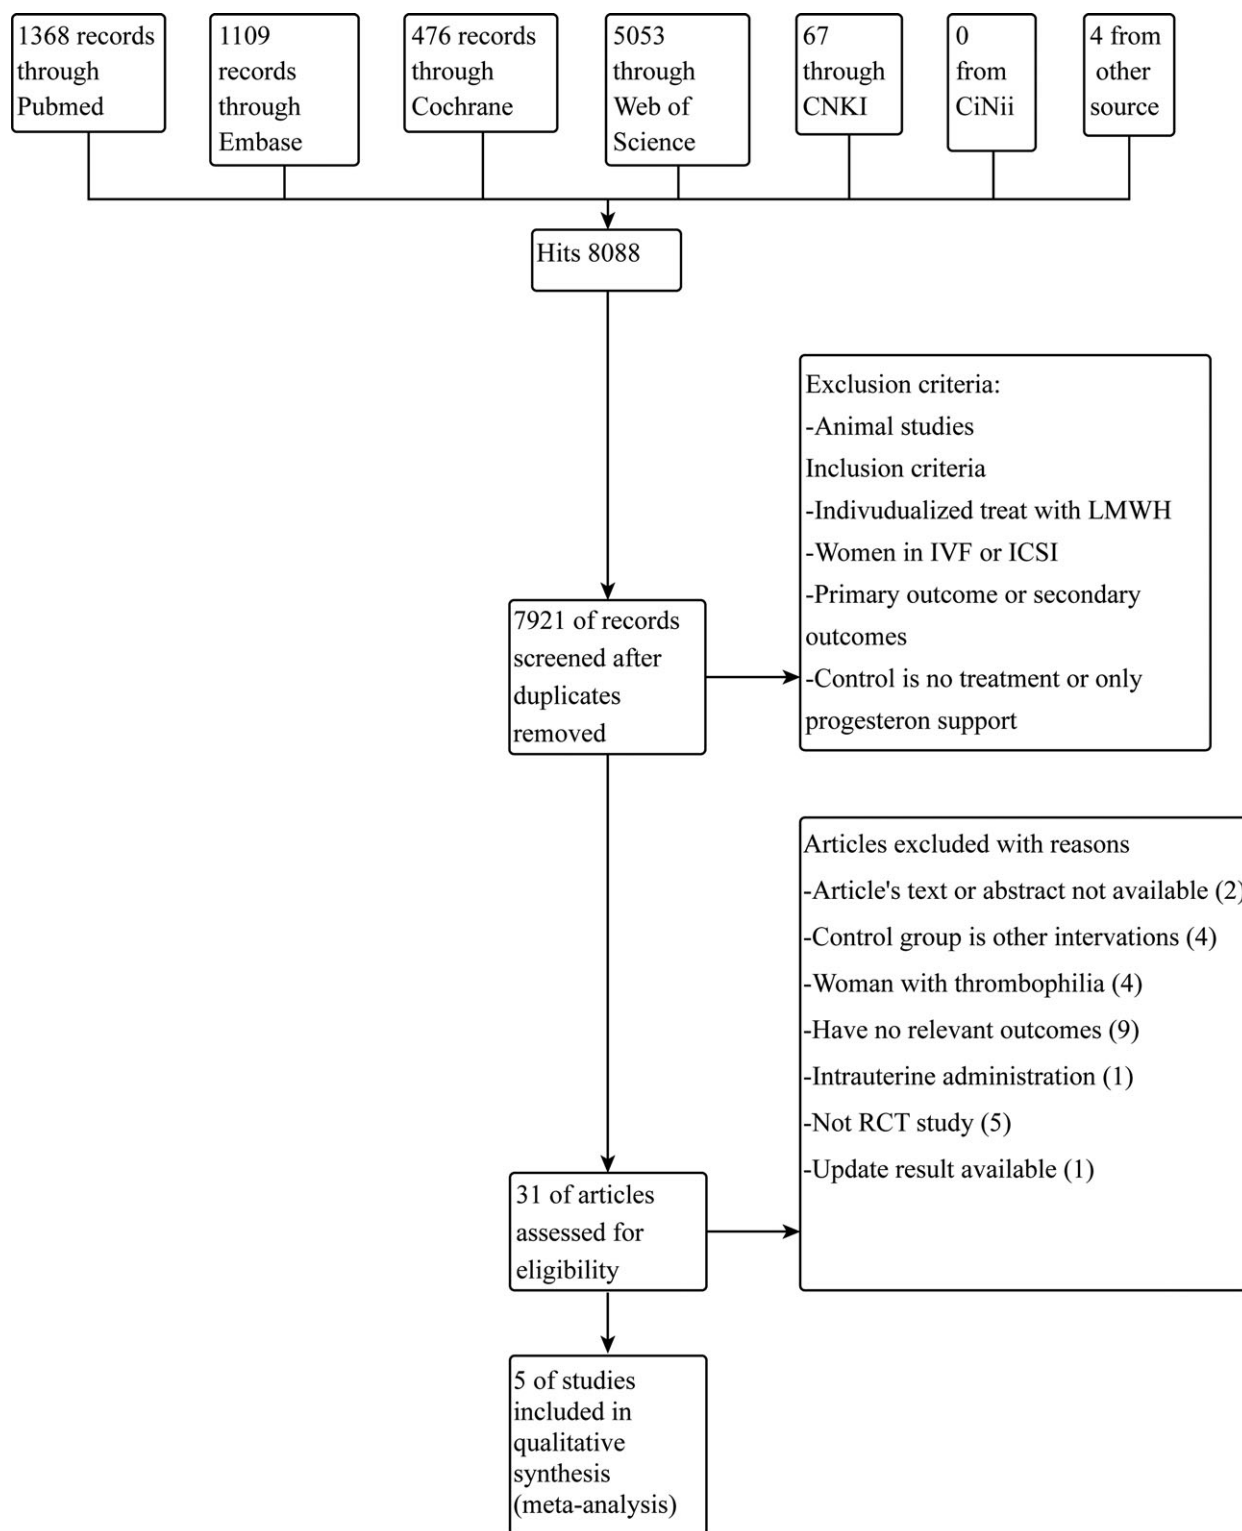 1368 records
through
Pubmed
1109
records
through
Embase
476 records
through
Cochrane
5053
through
Web of
Science
67
through
CNKI
0
from
CiNii
4 from
other
source
Hits 8088
Exclusion criteria:
-Animal studies
Inclusion criteria
-Indivudualized treat with LMWH
-Women in IVF or ICSI
-Primary outcome or secondary
outcomes
-Control is no treatment or only
progesteron support
7921 of records
screened after
duplicates
removed
Articles excluded with reasons
-Article's text or abstract not available (2)
-Control group is other intervations (4)
-Woman with thrombophilia (4)
-Have no relevant outcomes (9)
-Intrauterine administration (1)
-Not RCT study (5)
-Update result available (1)
31 of articles
assessed for
eligibility
5 of studies
included in
qualitative
synthesis
(meta-analysis)